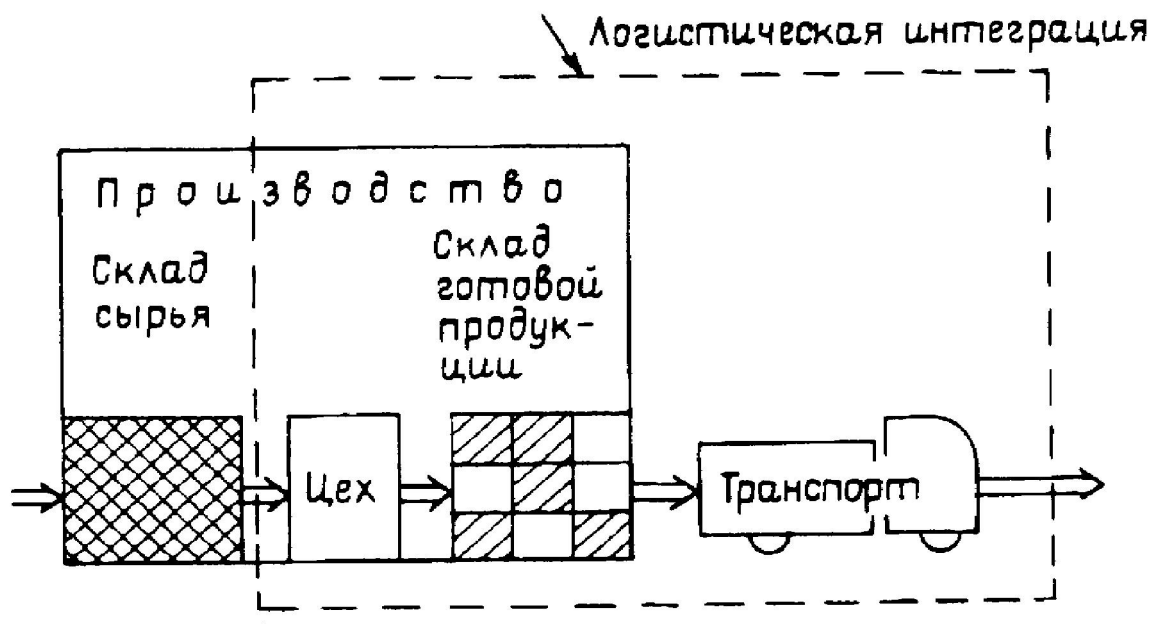 Логистическая интеграция
Производство
Склад
сырья
Склад
готовой
продук-
ции
Цех
Транспорт